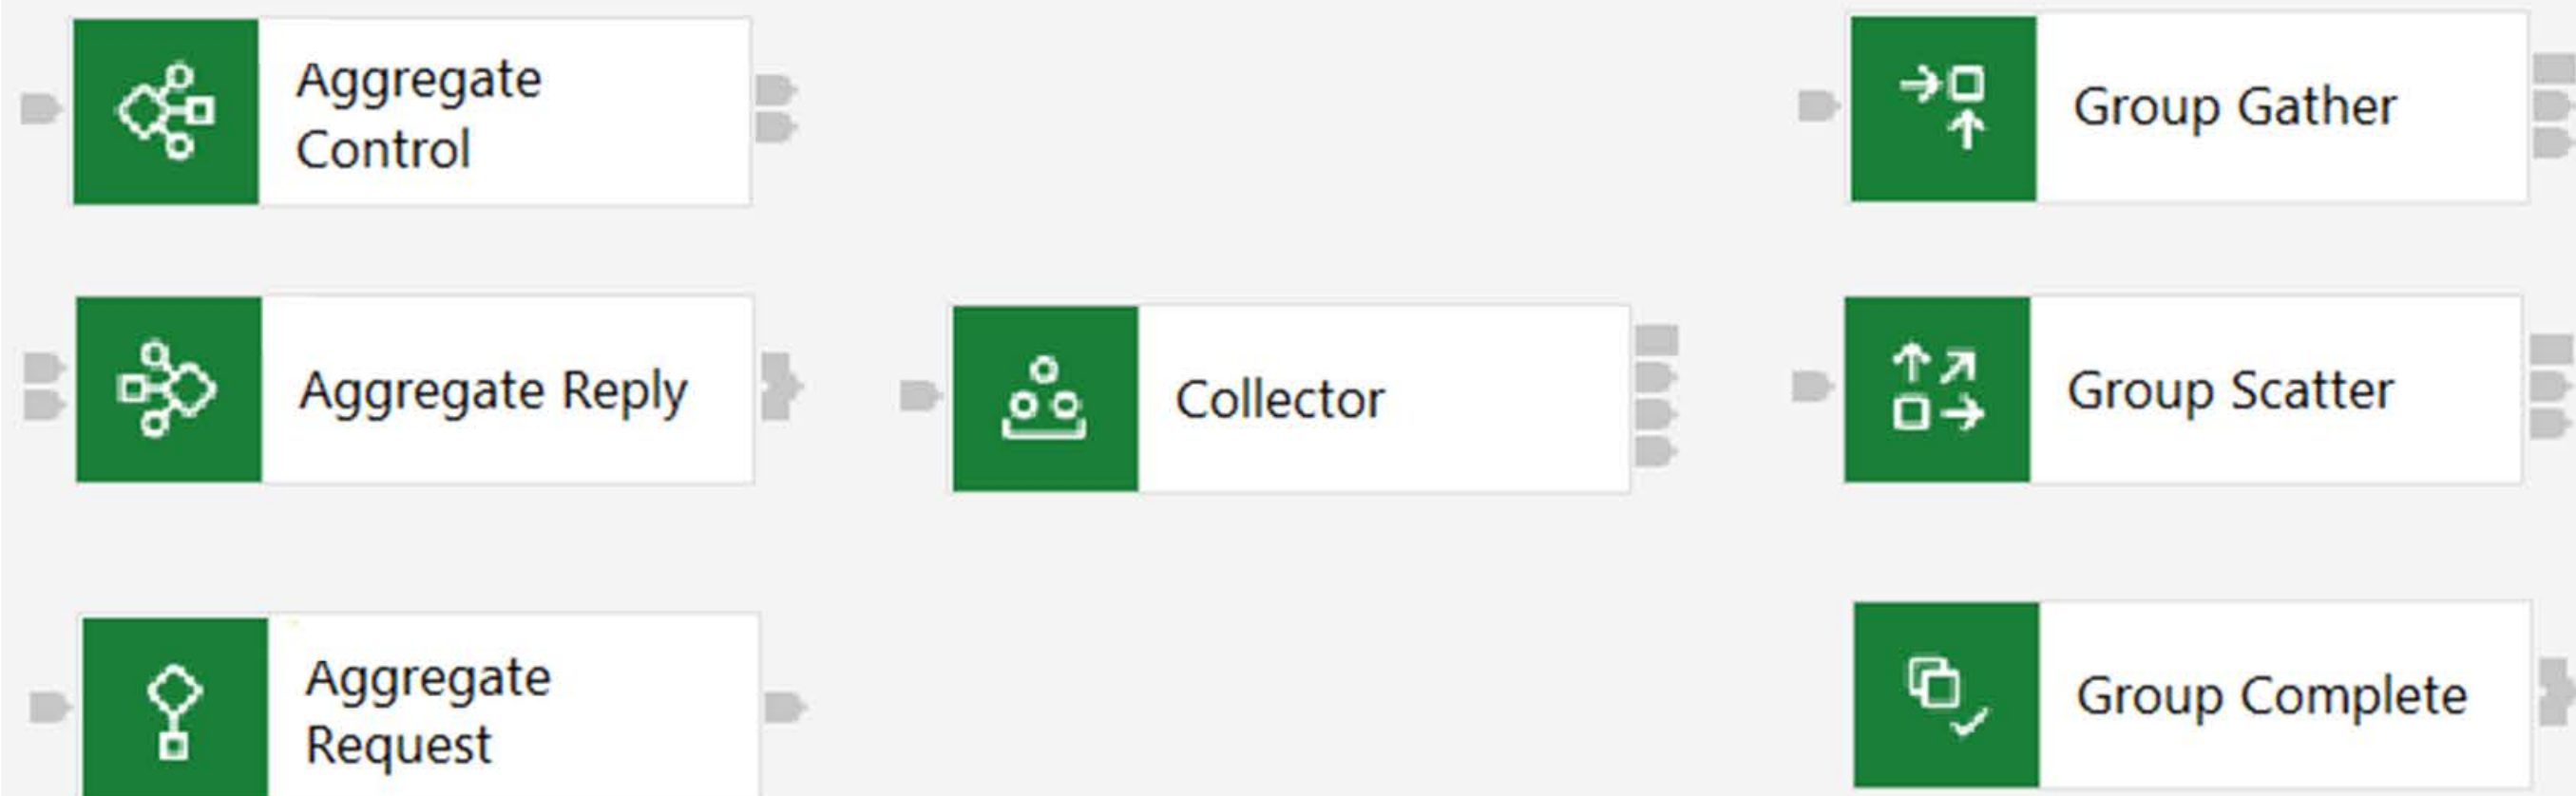 Aggregate
Control
Group Gather
Aggregate Reply
Collector
Group Scatter
Aggregate
Request
Group Complete